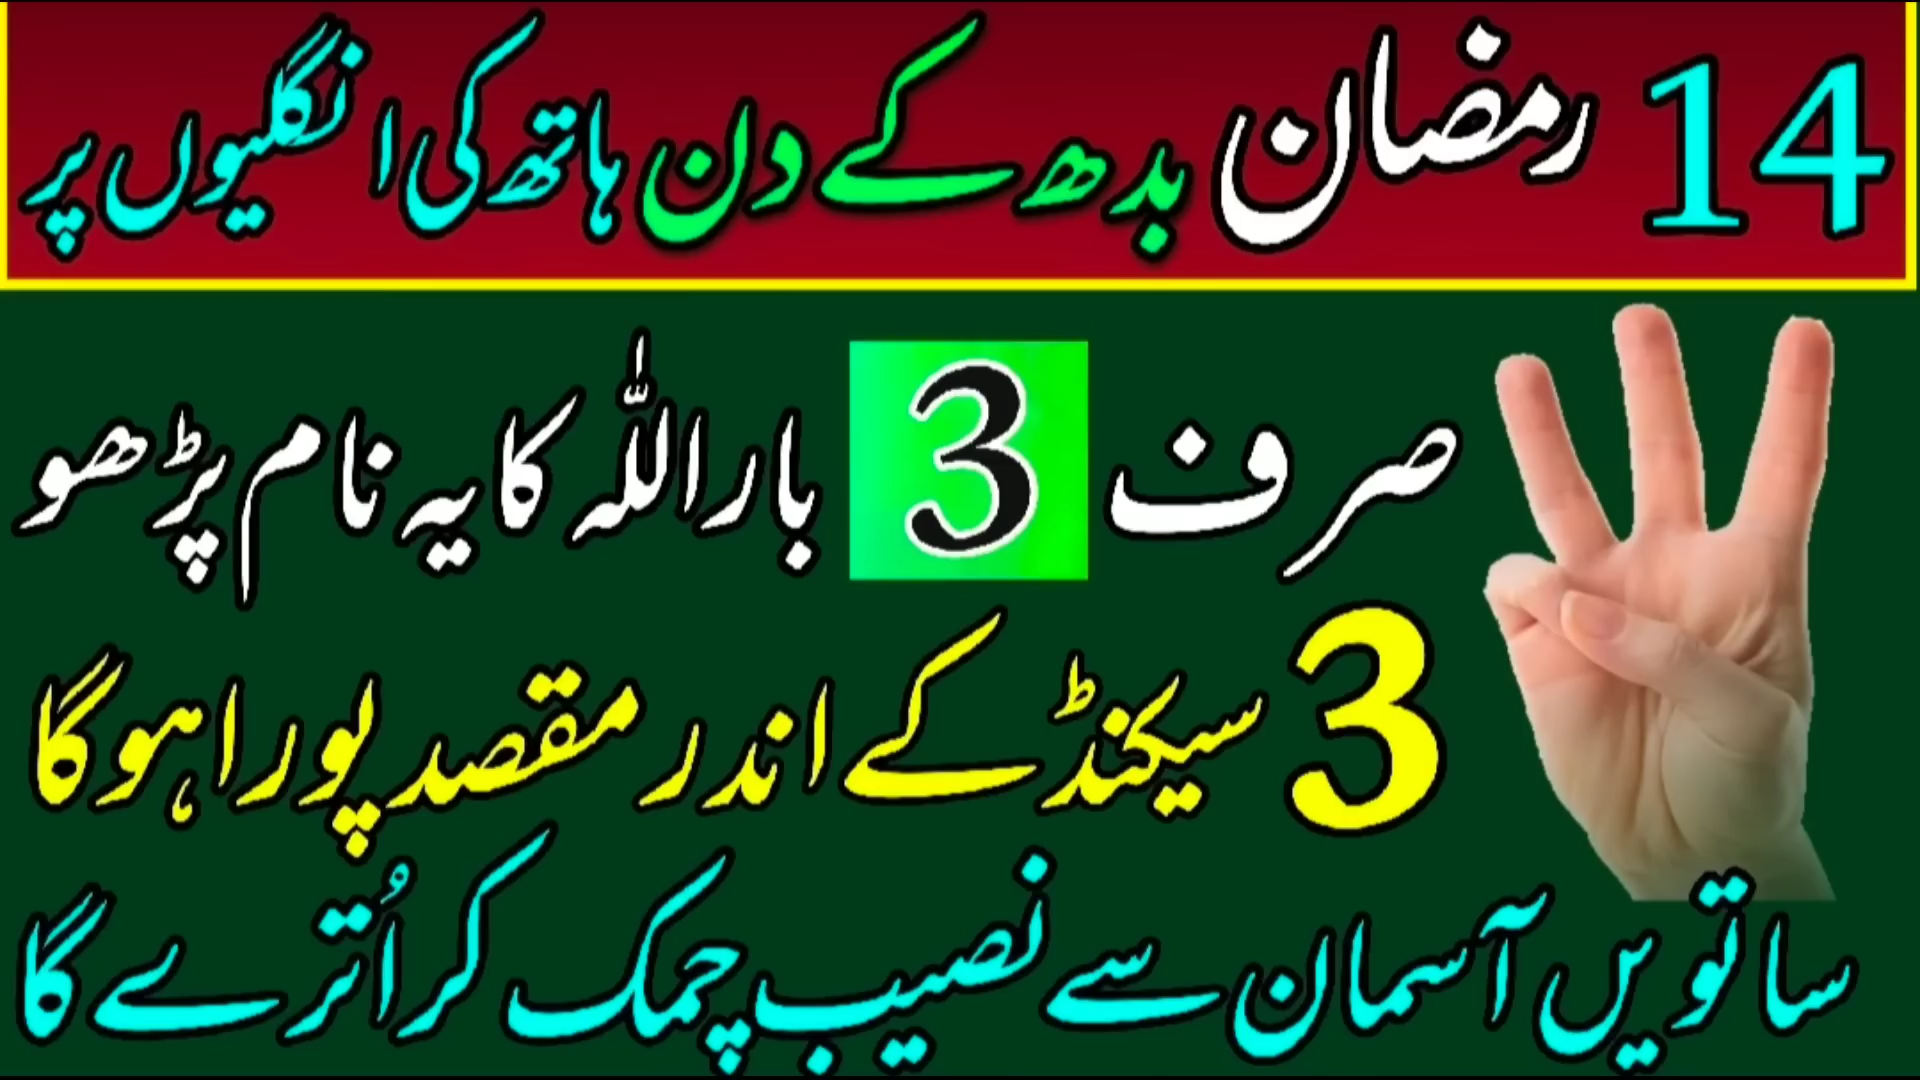 14 رمضان بدھ کے دن ہاتھ کی انگلیوں پر
صرف 3 بار اللہ کا یہ نام پڑھو
3 سیکنڈ کے اندر مقصد پورا ہوگا
ساتویں آسمان سے نصیب چمک کر اُترے گا